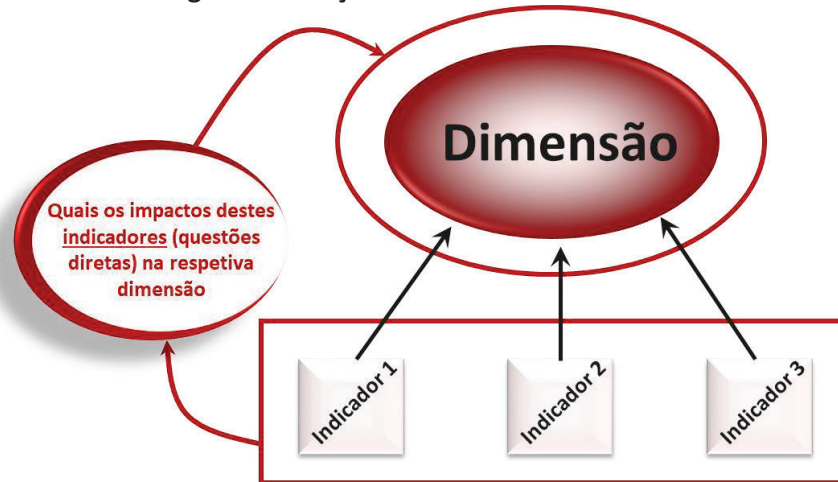 Dimensão
Quais os impactos destes
indicadores (questões
diretas) na respetiva
dimensão
Indicador 1
Indicador 2
Indicador 3